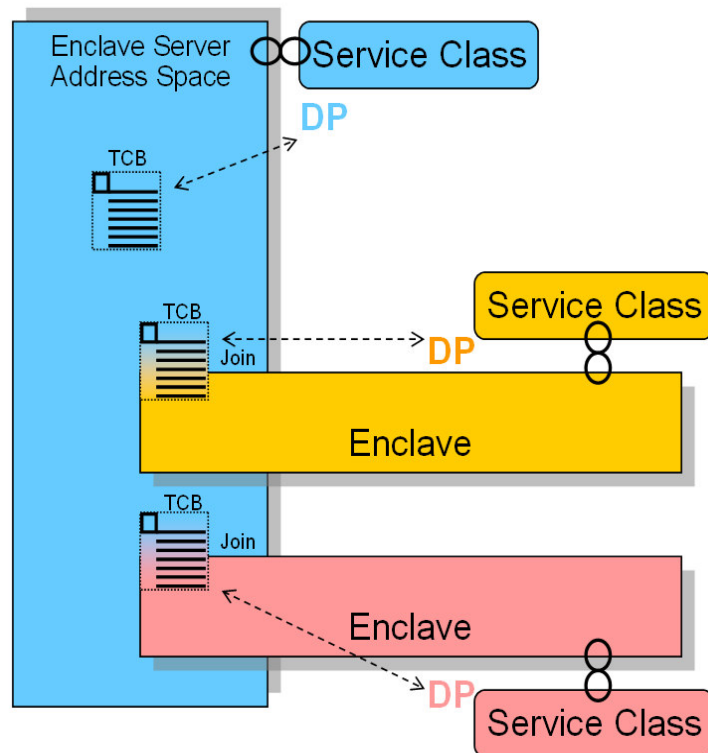 Enclave Server
Address Space
Service Class
DP
TCB
Service Class
TCB
Join
DP
Enclave
TCB
Join
Enclave
DP
Service Class